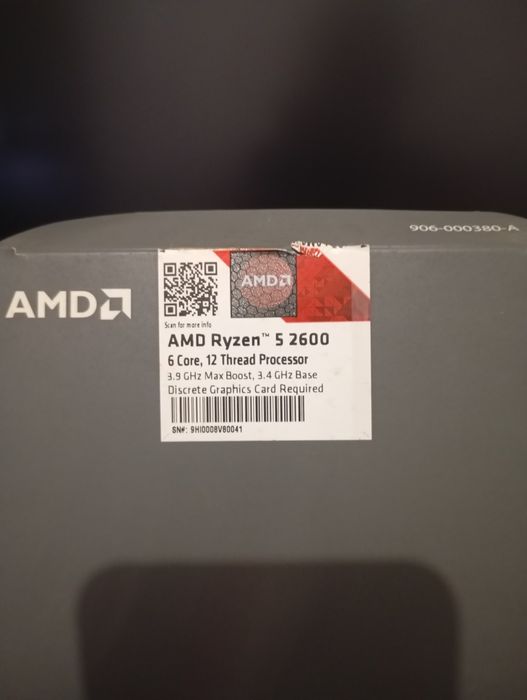 906-000380-A
AMD
AMD
Scan for more info
AMD Ryzen™ 5 2600
6 Core, 12 Thread Processor
3.9 GHz Max Boost, 3.4 GHz Base
Discrete Graphics Card Required
SN#: 9HI0008V80041